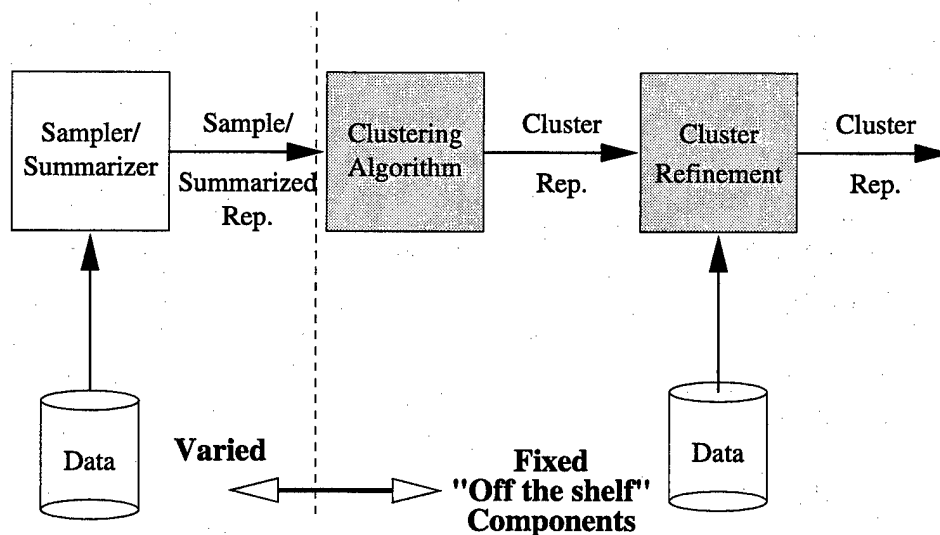 Sampler/
Summarizer
Sample/
Summarized
Rep.
Clustering
Algorithm
Cluster
Rep.
Cluster
Refinement
Cluster
Rep.
Data
Varied
Fixed
"Off the shelf"
Components
Data